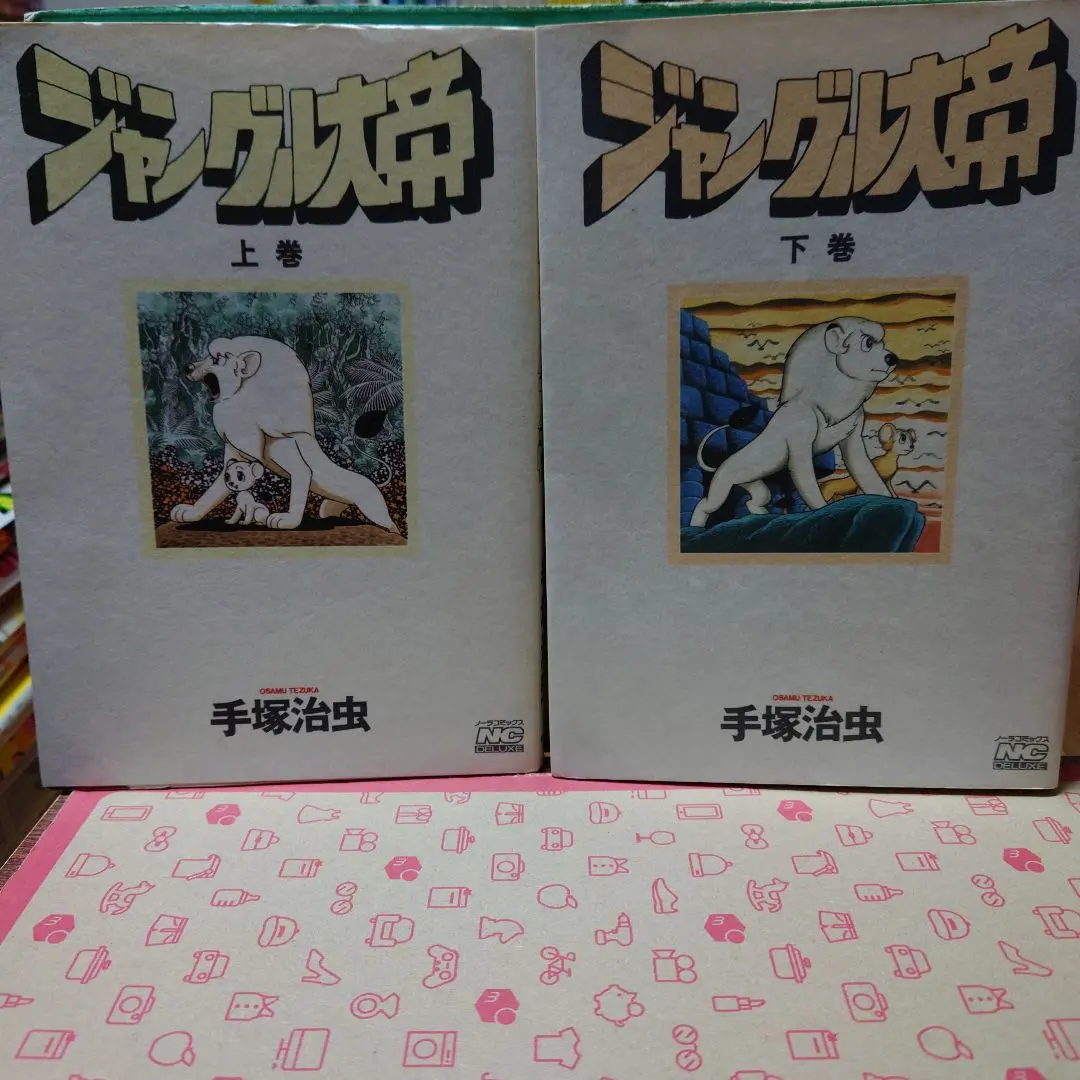 ジャングル大帝
上巻
OSAMU TEZUKA
手塚治虫
ノーラコミックス
NC
DELUXE
ジャングル大帝
下巻
OSAMU TEZUKA
手塚治虫
ノーラコミックス
NC
DELUXE